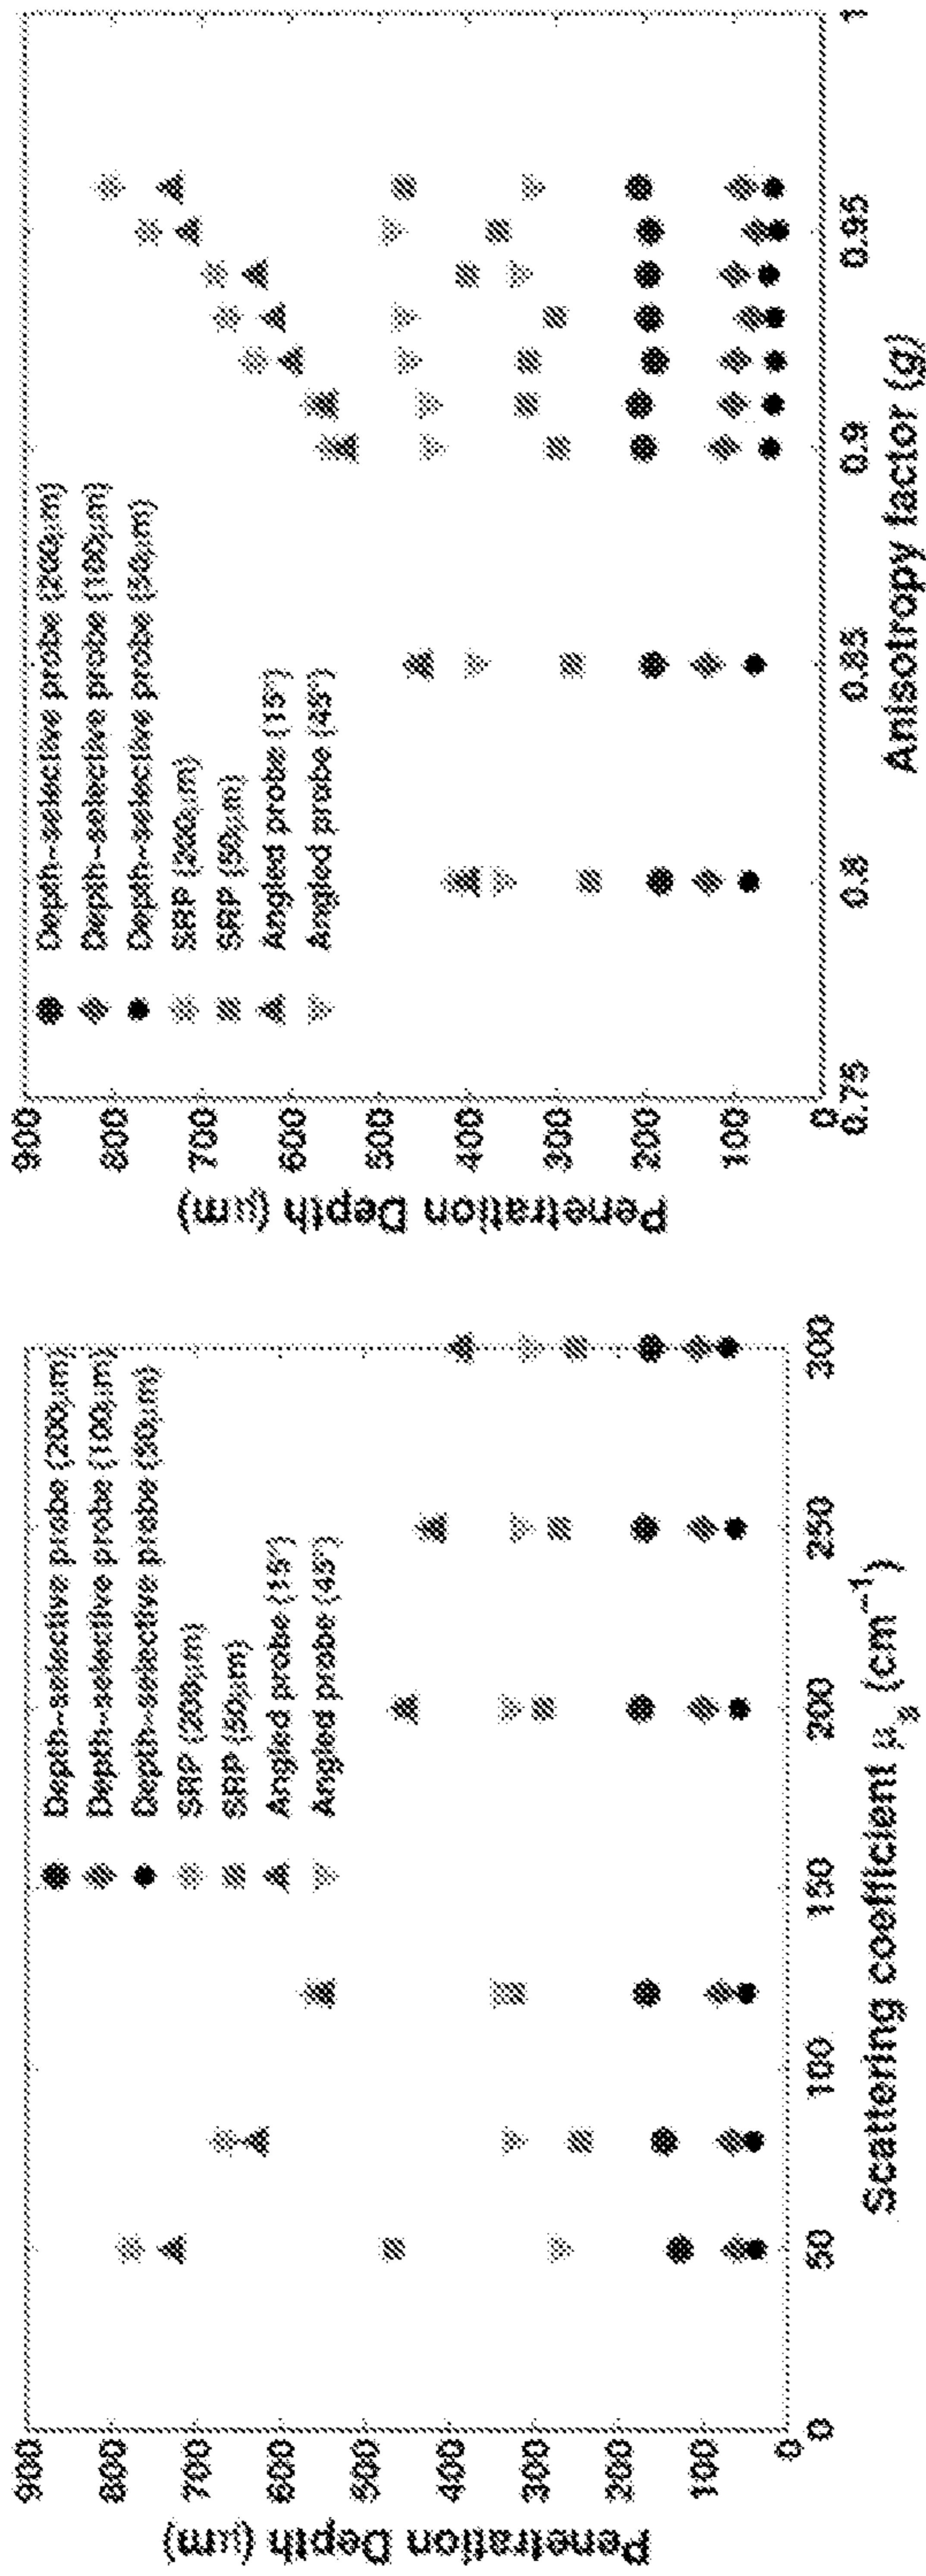 Penetration Depth (μm)
900
800
700
600
500
400
300
200
100
0
Depth-selective probe (200μm)
Depth-selective probe (100μm)
Depth-selective probe (50μm)
SRP (200μm)
SRP (50μm)
Angled probe (15°)
Angled probe (45°)
0
50
100
150
200
250
300
Scattering coefficient μs (cm⁻¹)
Penetration Depth (μm)
900
800
700
600
500
400
300
200
100
0
Depth-selective probe (200μm)
Depth-selective probe (100μm)
Depth-selective probe (50μm)
SRP (200μm)
SRP (50μm)
Angled probe (15°)
Angled probe (45°)
0.75
0.8
0.85
0.9
0.95
1
Anisotropy factor (g)